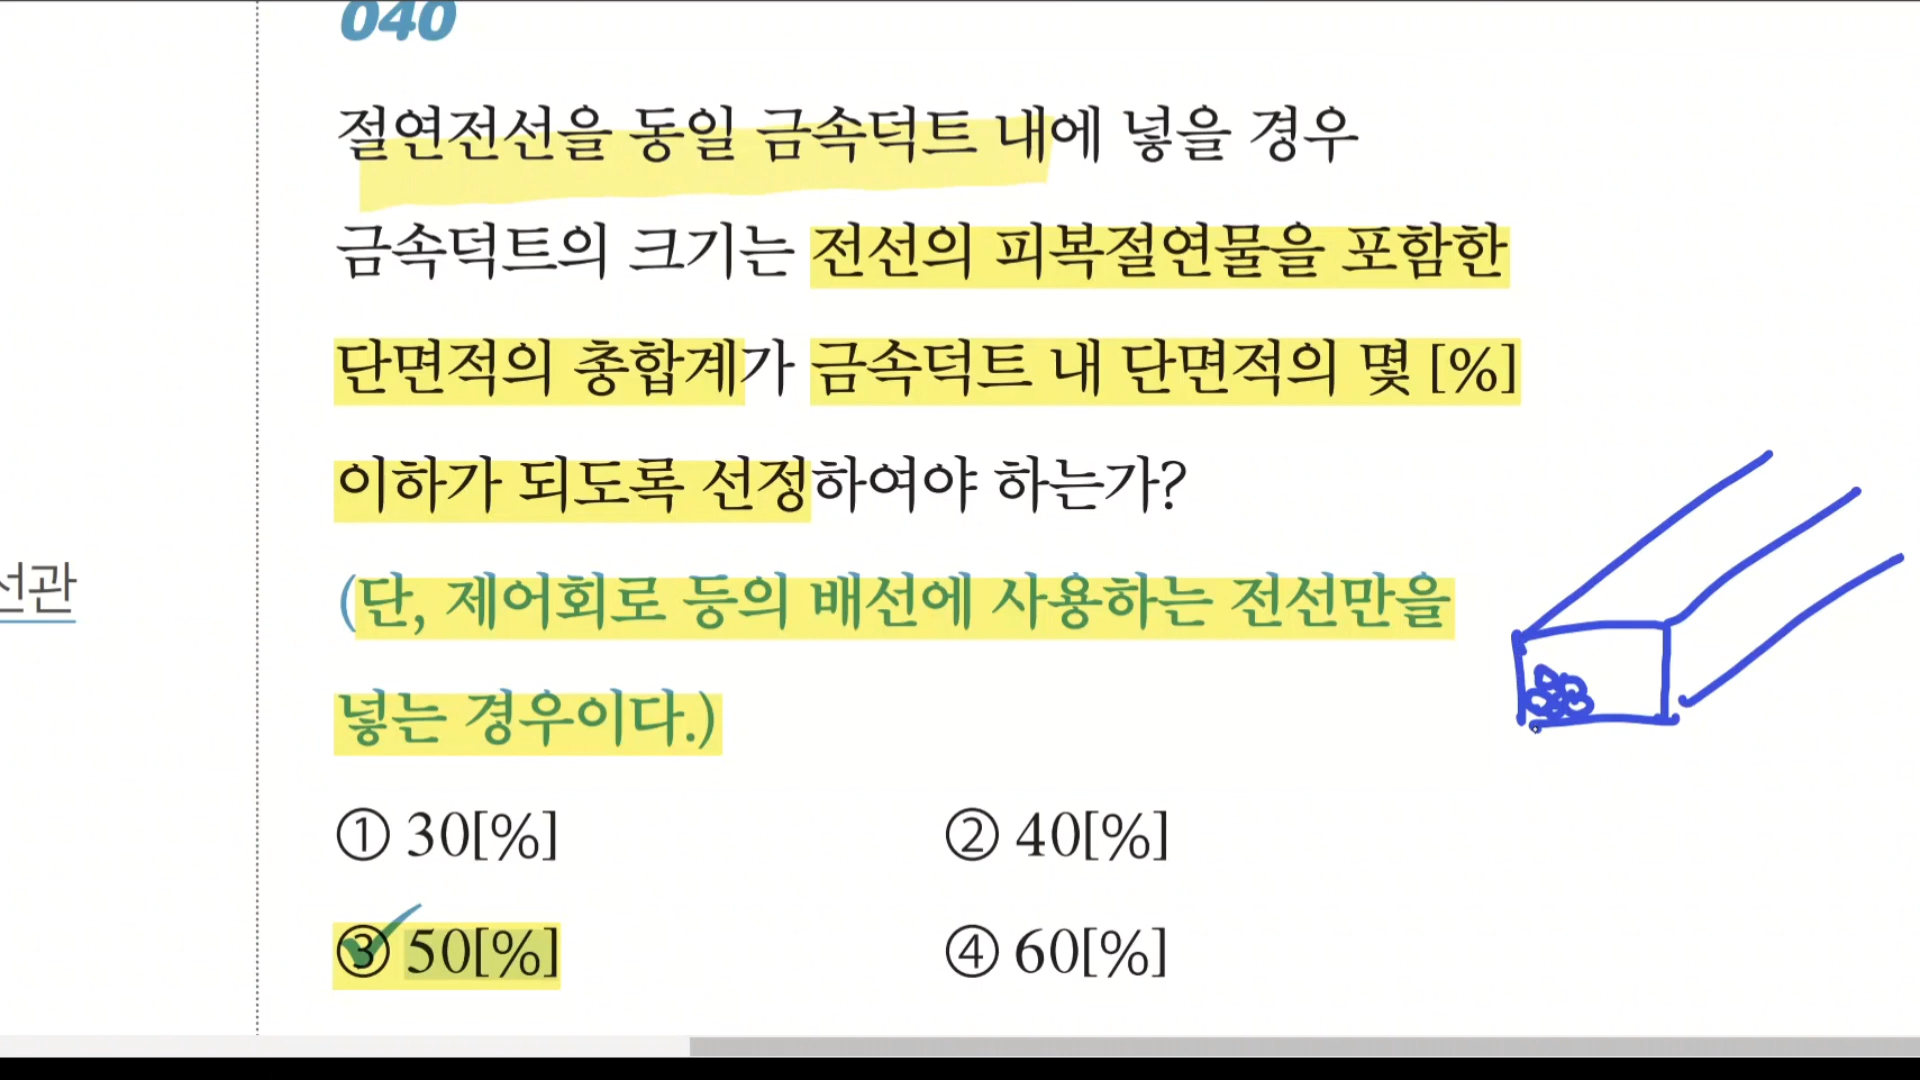 040
절연전선을 동일 금속덕트 내에 넣을 경우
금속덕트의 크기는 전선의 피복절연물을 포함한
단면적의 총합계가 금속덕트 내 단면적의 몇 [%]
이하가 되도록 선정하여야 하는가?
(단, 제어회로 등의 배선에 사용하는 전선만을
넣는 경우이다.)
선관
① 30[%]
② 40[%]
③ 50[%]
④ 60[%]